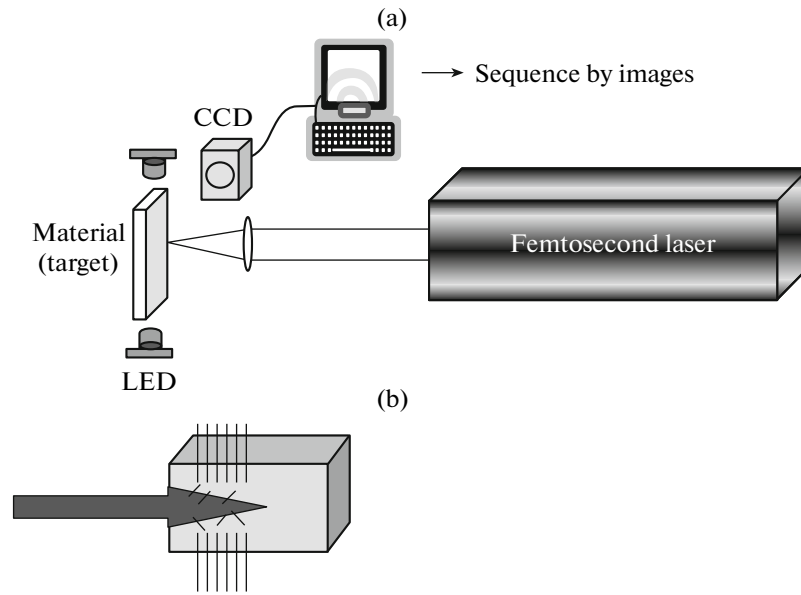 (a)
Sequence by images
CCD
Material
(target)
Femtosecond laser
LED
(b)